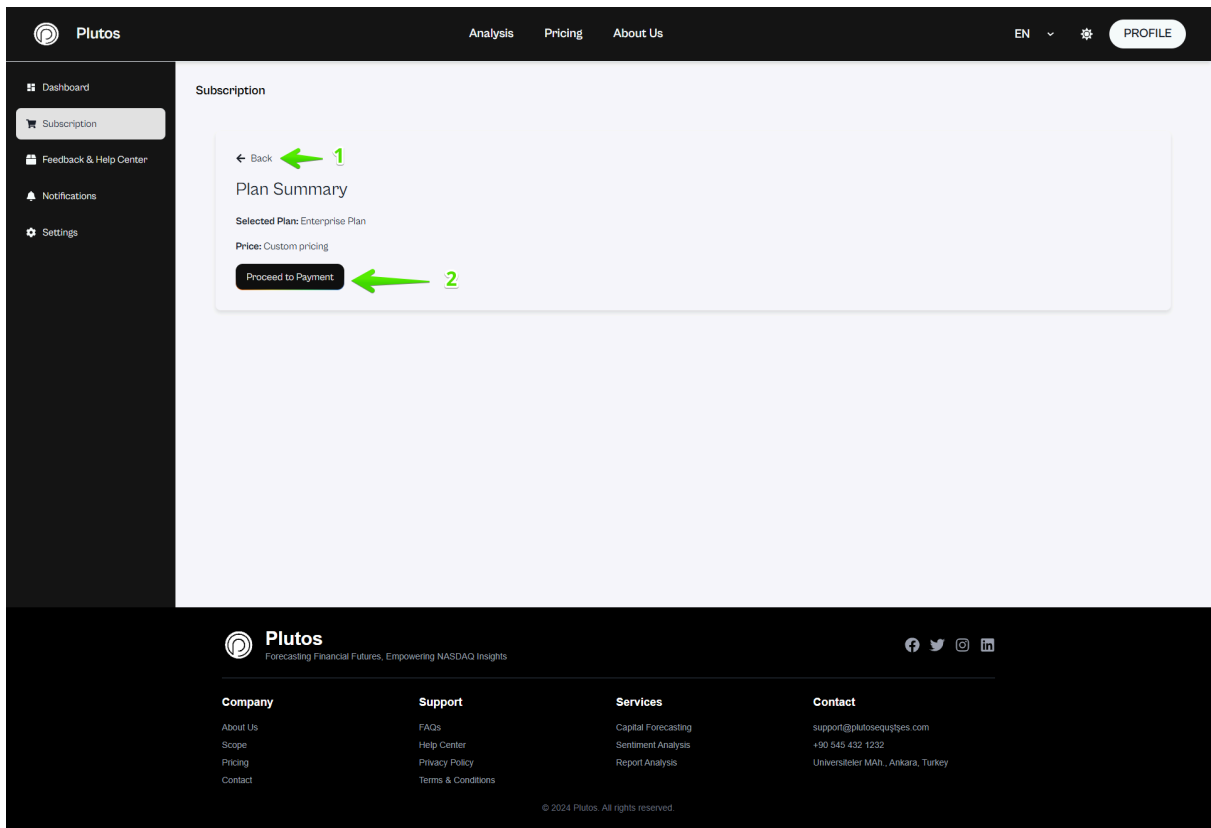 Plutos
Analysis Pricing About Us
EN
PROFILE
Dashboard
Subscription
Feedback & Help Center
Notifications
Settings
Subscription
Back 1
Plan Summary
Selected Plan: Enterprise Plan
Price: Custom pricing
Proceed to Payment 2
Plutos
Forecasting Financial Futures, Empowering NASDAQ Insights
Company
About Us
Scope
Pricing
Contact
Support
FAQs
Help Center
Privacy Policy
Terms & Conditions
Services
Capital Forecasting
Sentiment Analysis
Report Analysis
Contact
support@plutosequştşes.com
+90 545 432 1232
Universiteler MAh., Ankara, Turkey
© 2024 Plutos. All rights reserved.